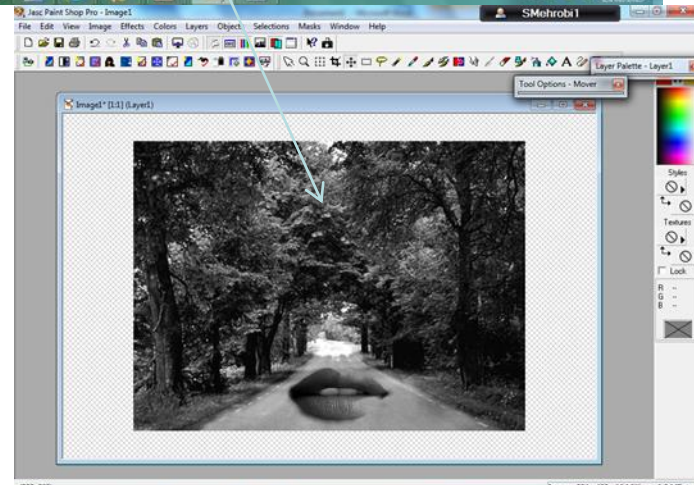 Jasc Paint Shop Pro - Image1
SMehrobi1
File Edit View Image Effects Colors Layers Objects Selections Masks Window Help
Layer Palette - Layer1
Tool Options - Mover
Image1* [1:1] (Layer1)
Styles
Textures
Lock
R --
G --
B --